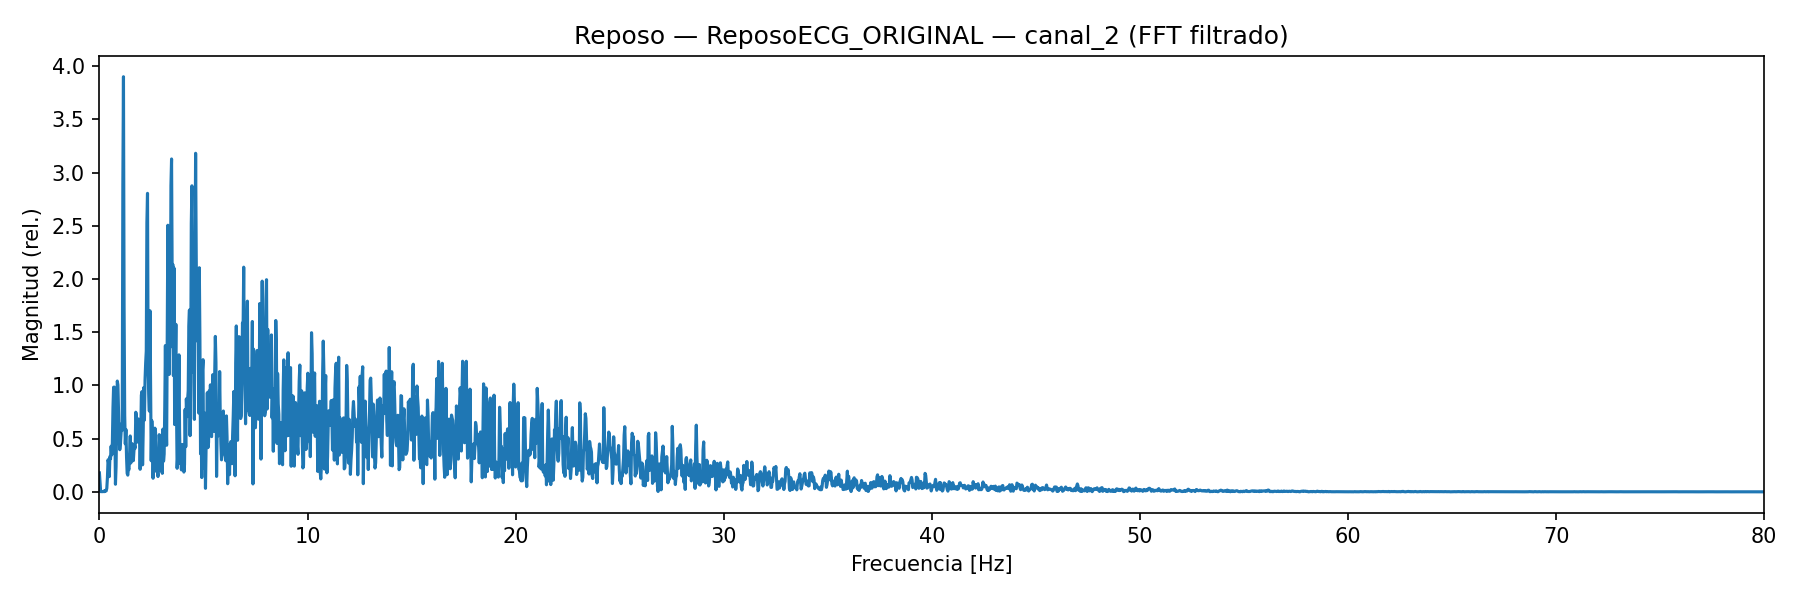 Reposo — ReposoECG_ORIGINAL — canal_2 (FFT filtrado)
4.0
3.5
3.0
2.5
2.0
1.5
1.0
0.5
0.0
Magnitud (rel.)
0 10 20 30 40 50 60 70 80
Frecuencia [Hz]